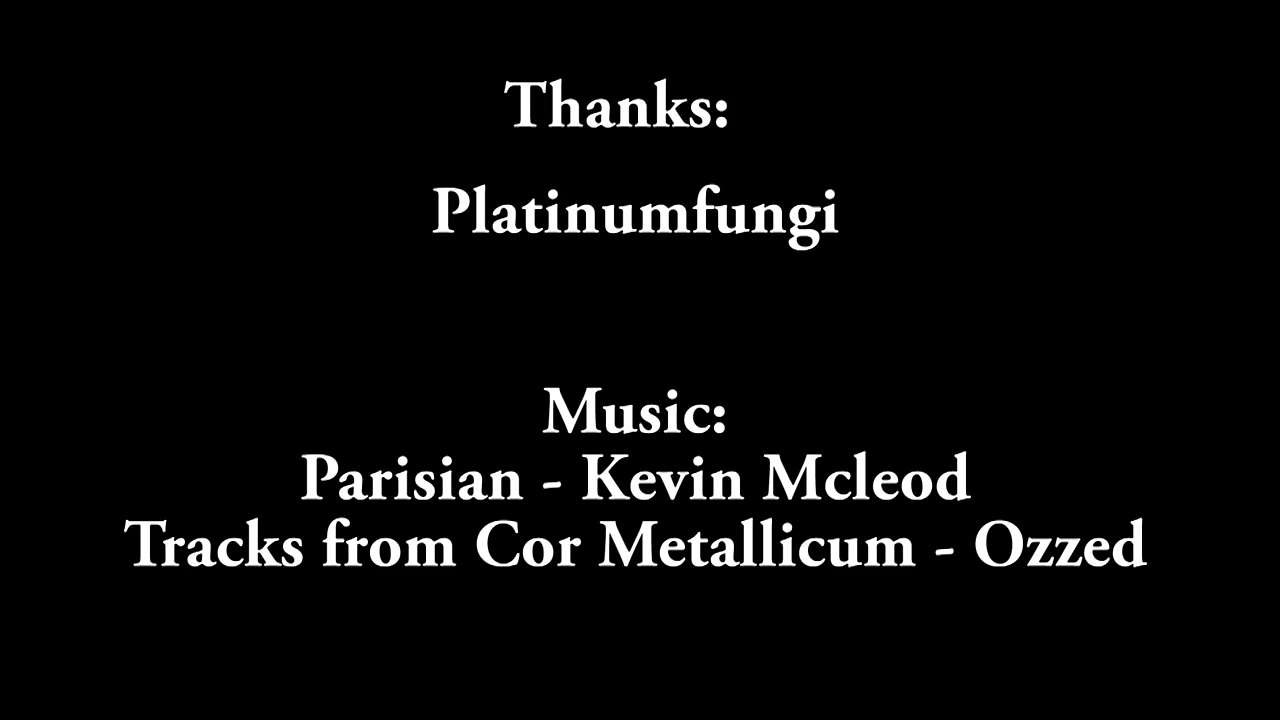 Thanks:
Platinumfungi
Music:
Parisian - Kevin Mcleod
Tracks from Cor Metallicum - Ozzed